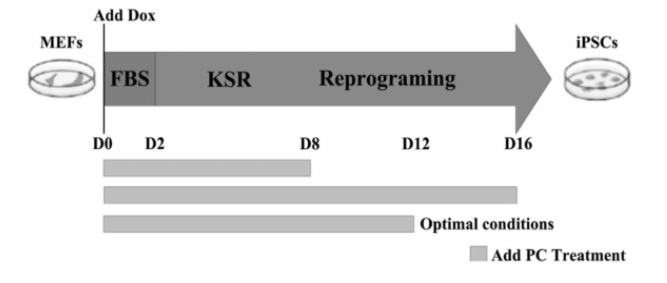 Add Dox
MEFs
iPSCs
FBS KSR Reprograming
D0 D2 D8 D12 D16
Optimal conditions
Add PC Treatment